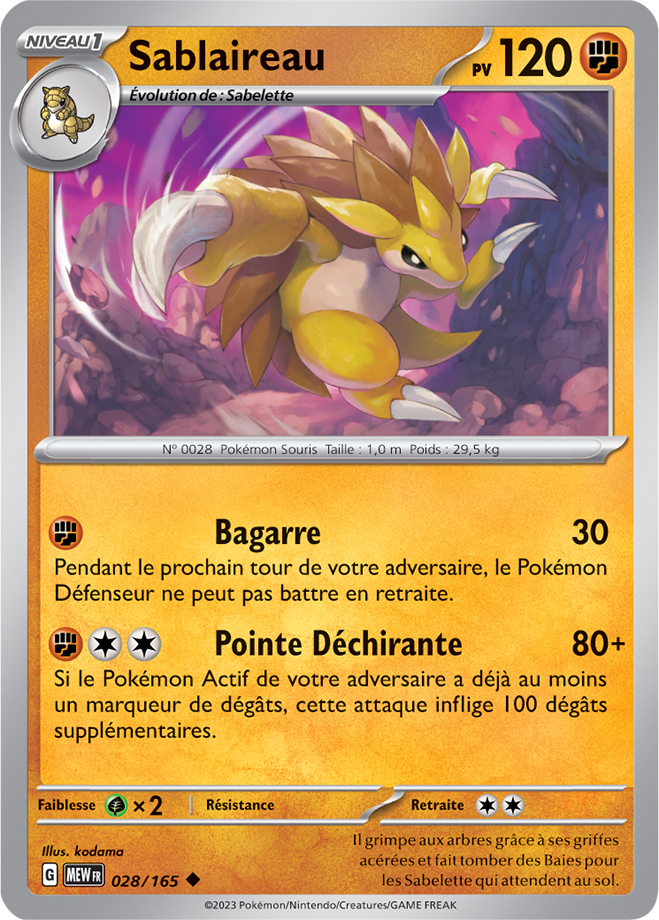 NIVEAU 1
Sablaireau
PV 120
Évolution de : Sabelette
N° 0028 Pokémon Souris Taille : 1,0 m Poids : 29,5 kg
Bagarre 30
Pendant le prochain tour de votre adversaire, le Pokémon
Défenseur ne peut pas battre en retraite.
Pointe Déchirante 80+
Si le Pokémon Actif de votre adversaire a déjà au moins
un marqueur de dégâts, cette attaque inflige 100 dégâts
supplémentaires.
Faiblesse ×2 Résistance Retraite
Illus. kodama
Il grimpe aux arbres grâce à ses griffes
acérées et fait tomber des Baies pour
les Sabelette qui attendent au sol.
G MEW FR 028/165
©2023 Pokémon/Nintendo/Creatures/GAME FREAK